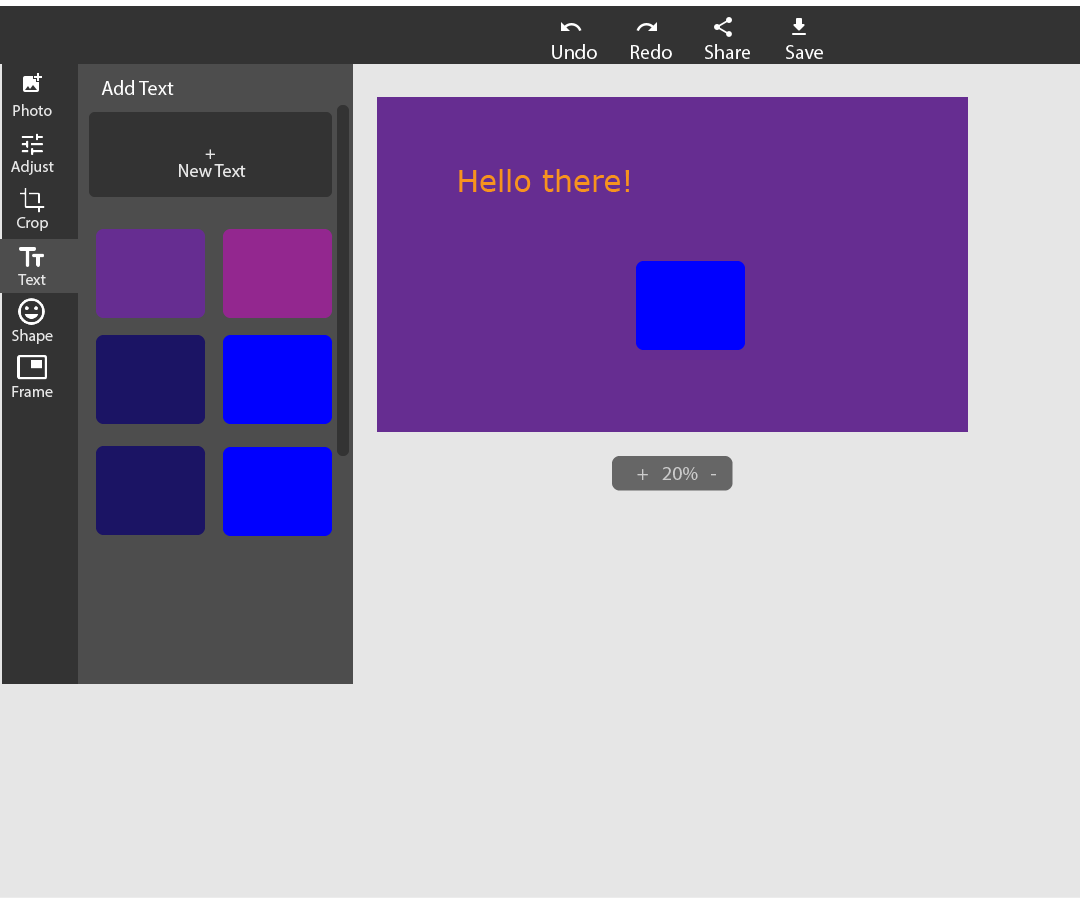 Undo Redo Share Save
Photo
Adjust
Crop
Text
Shape
Frame
Add Text
+
New Text
Hello there!
+ 20% -